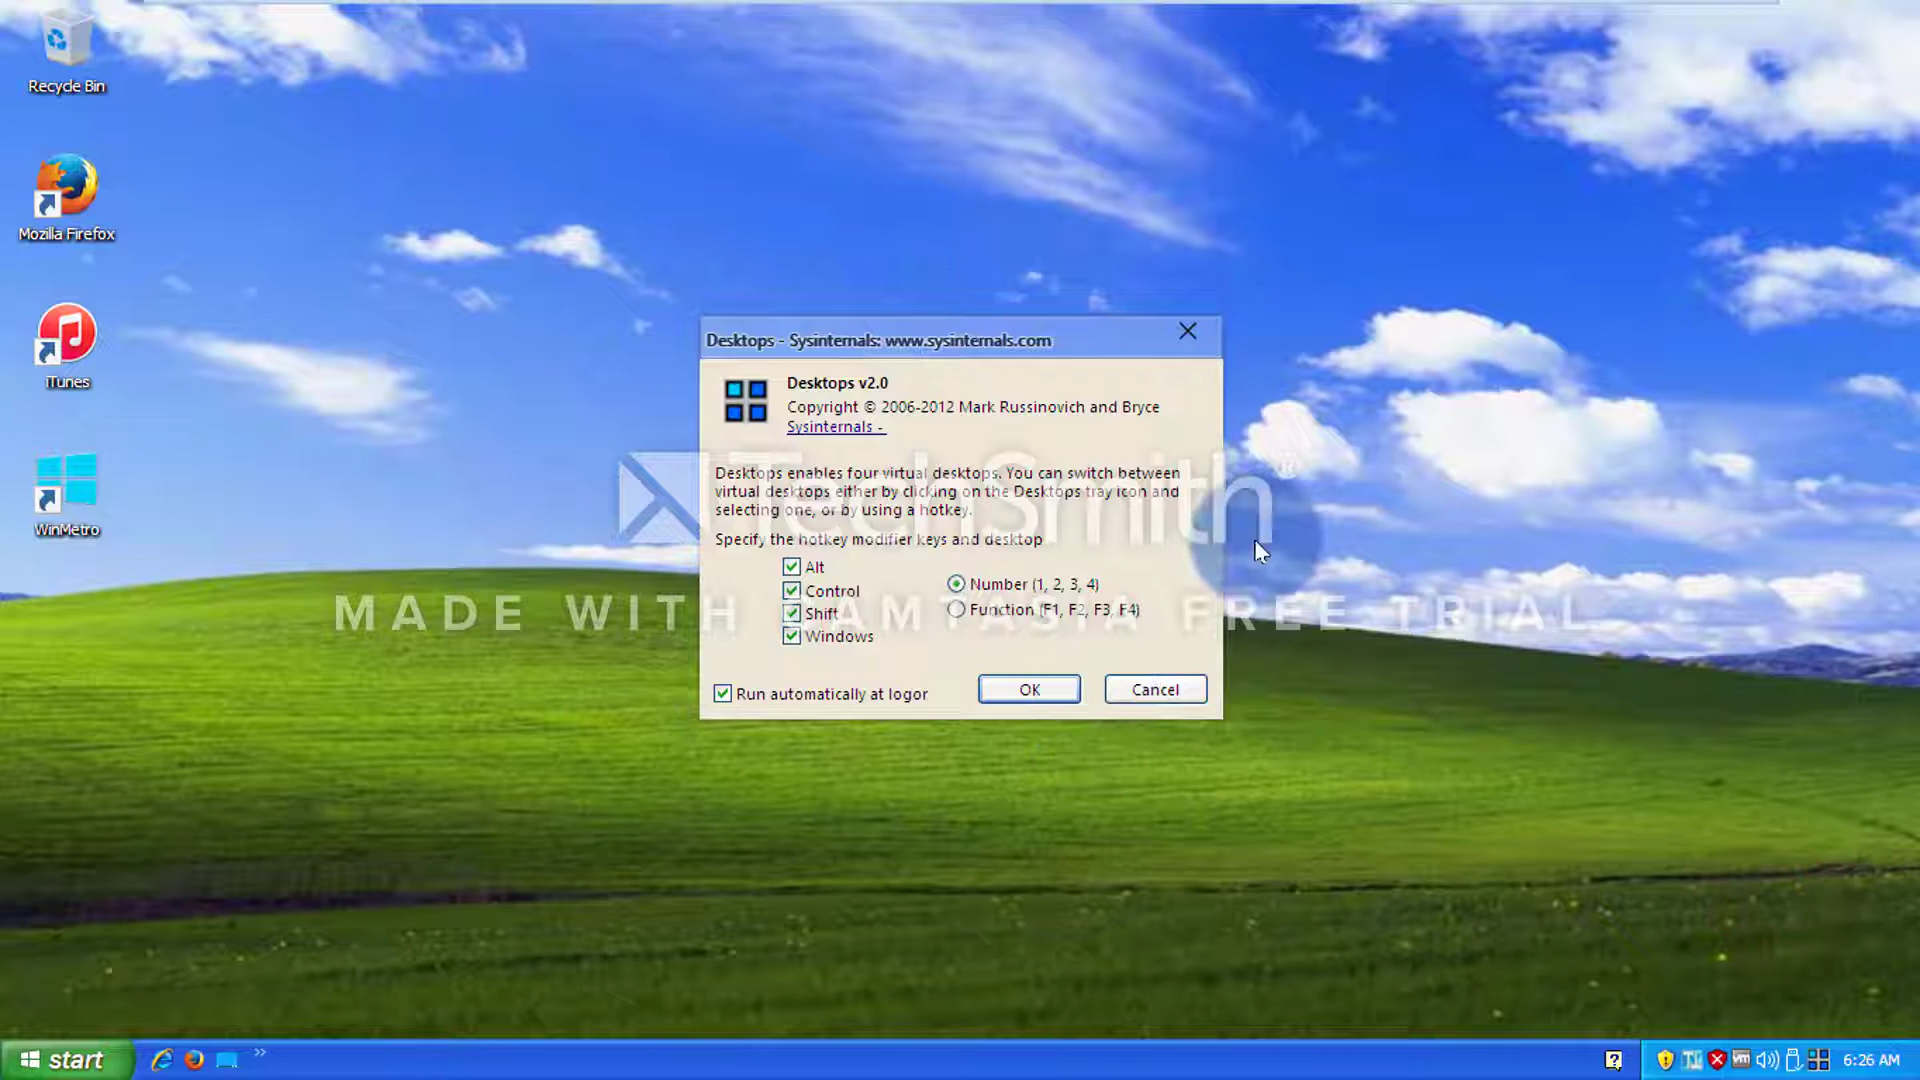 Recycle Bin
Mozilla Firefox
iTunes
WinMetro
Desktops - Sysinternals: www.sysinternals.com
Desktops v2.0
Copyright © 2006-2012 Mark Russinovich and Bryce
Sysinternals -
Desktops enables four virtual desktops. You can switch between
virtual desktops either by clicking on the Desktops tray icon and
selecting one, or by using a hotkey.
TechSmith®
Specify the hotkey modifier keys and desktop
Alt
Control
Shift
Windows
Number (1, 2, 3, 4)
Function (F1, F2, F3, F4)
MADE WITH CAMTASIA FREE TRIAL
Run automatically at logor
OK
Cancel
start
6:26 AM